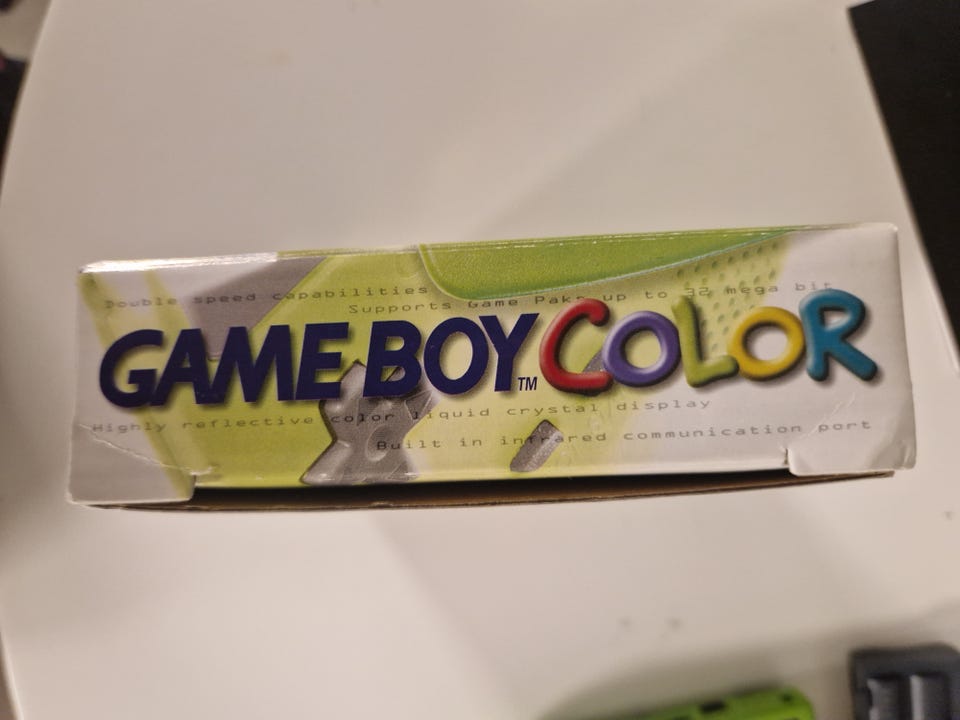 Double speed capabilities
Supports Game Paks up to 32 mega bit
GAME BOY™ COLOR
Highly reflective color liquid crystal display
Built in infrared communication port